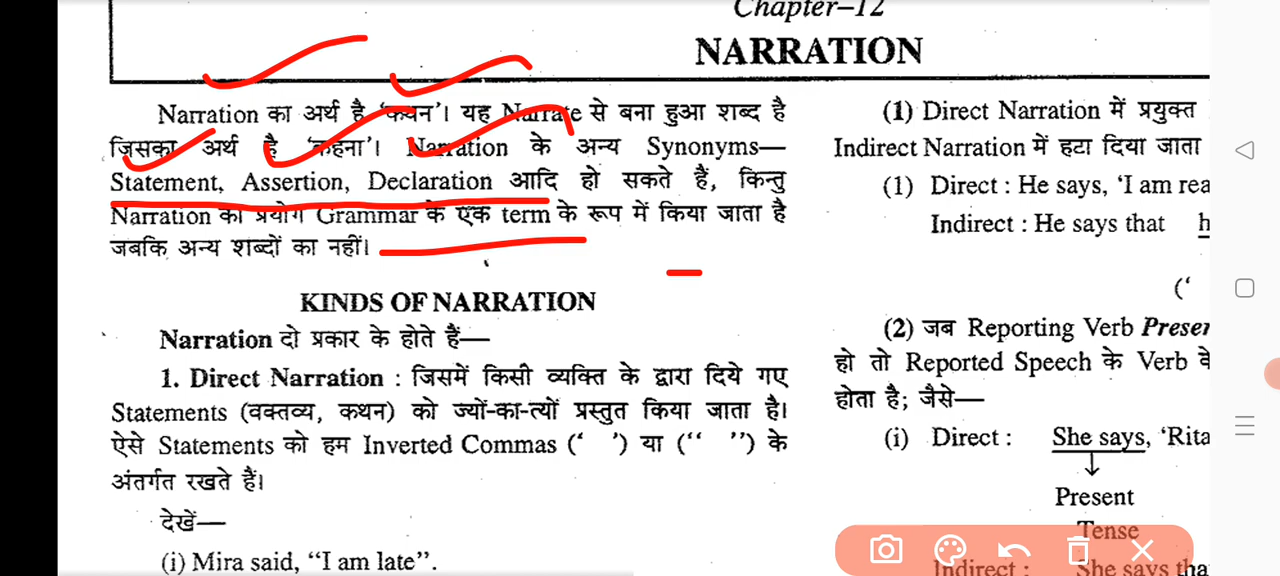 Chapter–12
NARRATION
Narration का अर्थ है ‘कथन’। यह Narrate से बना हुआ शब्द है
जिसका अर्थ है ‘कहना’। Narration के अन्य Synonyms—
Statement, Assertion, Declaration आदि हो सकते हैं, किन्तु
Narration का प्रयोग Grammar के एक term के रूप में किया जाता है
जबकि अन्य शब्दों का नहीं।
KINDS OF NARRATION
Narration दो प्रकार के होते हैं—
1. Direct Narration : जिसमें किसी व्यक्ति के द्वारा दिये गए
Statements (वक्तव्य, कथन) को ज्यों-का-त्यों प्रस्तुत किया जाता है।
ऐसे Statements को हम Inverted Commas (‘ ’) या (“ ”) के
अंतर्गत रखते हैं।
देखें—
(i) Mira said, “I am late”.
(1) Direct Narration में प्रयुक्त
Indirect Narration में हटा दिया जाता
(1) Direct : He says, ‘I am rea
Indirect : He says that h
(‘
(2) जब Reporting Verb Preser
हो तो Reported Speech के Verb के
होता है; जैसे—
(i) Direct : She says, ‘Rita
Present
Tense
Indirect : She says tha